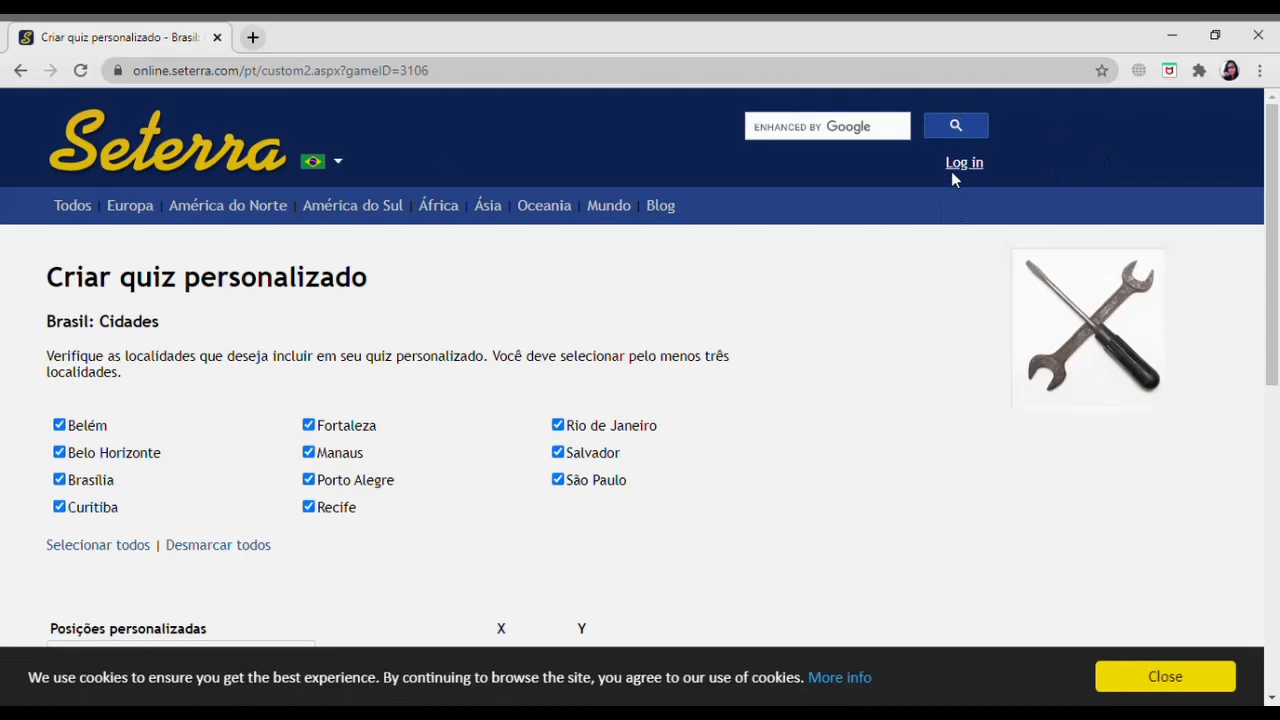 Criar quiz personalizado - Brasil:
online.seterra.com/pt/custom2.aspx?gameID=3106
Seterra
ENHANCED BY Google
Log in
Todos | Europa | América do Norte | América do Sul | África | Ásia | Oceania | Mundo | Blog
Criar quiz personalizado
Brasil: Cidades
Verifique as localidades que deseja incluir em seu quiz personalizado. Você deve selecionar pelo menos três
localidades.
Belém Fortaleza Rio de Janeiro
Belo Horizonte Manaus Salvador
Brasília Porto Alegre São Paulo
Curitiba Recife
Selecionar todos | Desmarcar todos
Posições personalizadas X Y
We use cookies to ensure you get the best experience. By continuing to browse the site, you agree to our use of cookies. More info Close